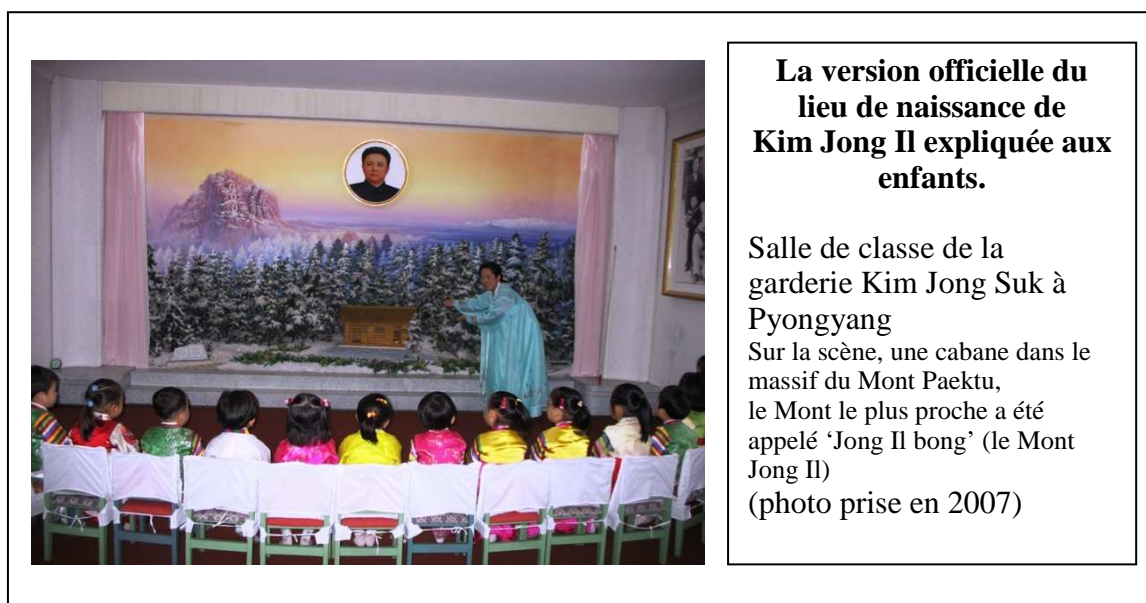 La version officielle du
lieu de naissance de
Kim Jong Il expliquée aux
enfants.
Salle de classe de la
garderie Kim Jong Suk à
Pyongyang
Sur la scène, une cabane dans le
massif du Mont Paektu,
le Mont le plus proche a été
appelé ‘Jong Il bong’ (le Mont
Jong Il)
(photo prise en 2007)